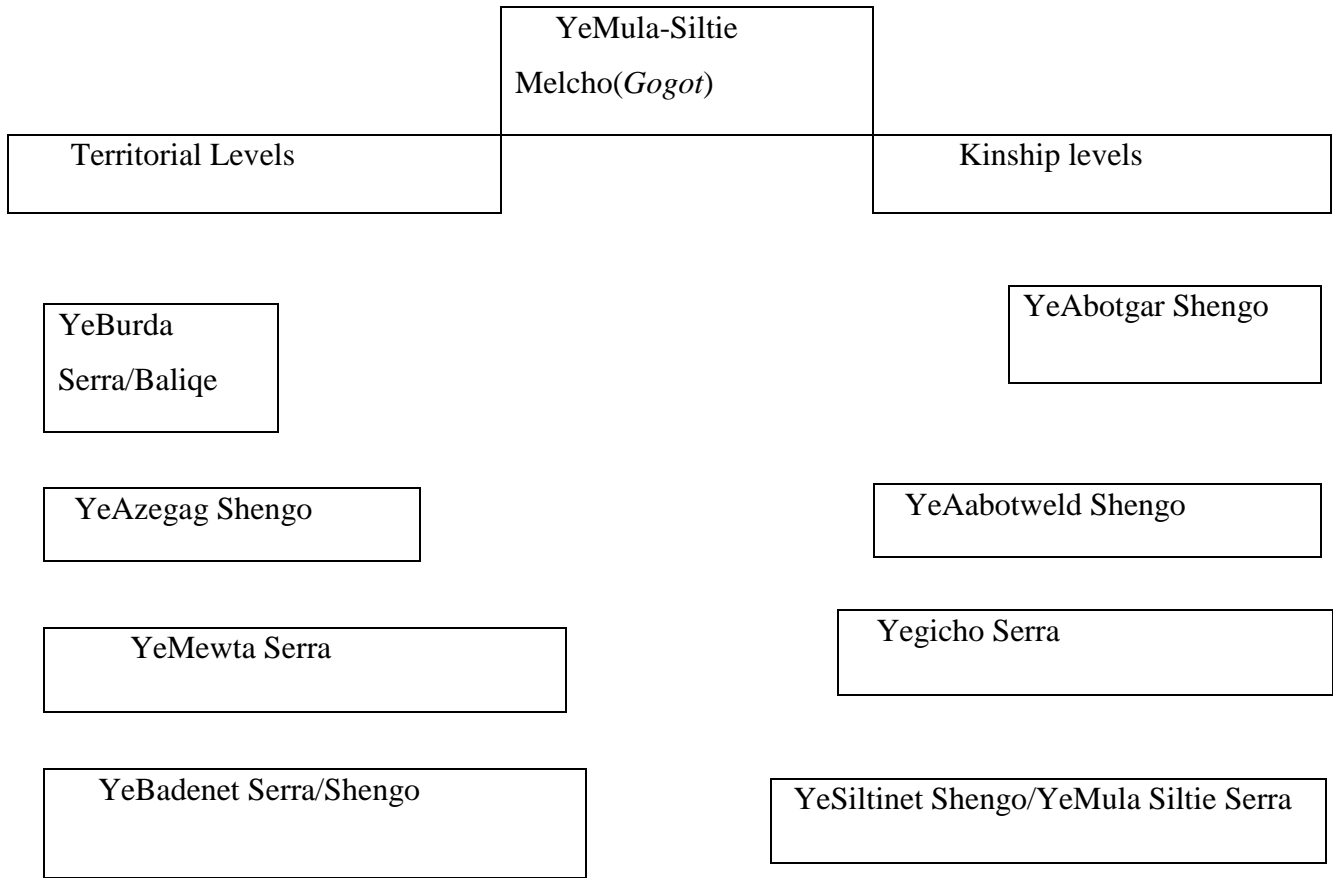 YeMula-Siltie
Melcho(Gogot)
Territorial Levels
Kinship levels
YeBurda
Serra/Baliqe
YeAbotgar Shengo
YeAzegag Shengo
YeAabotweld Shengo
YeMewta Serra
Yegicho Serra
YeBadenet Serra/Shengo
YeSiltinet Shengo/YeMula Siltie Serra